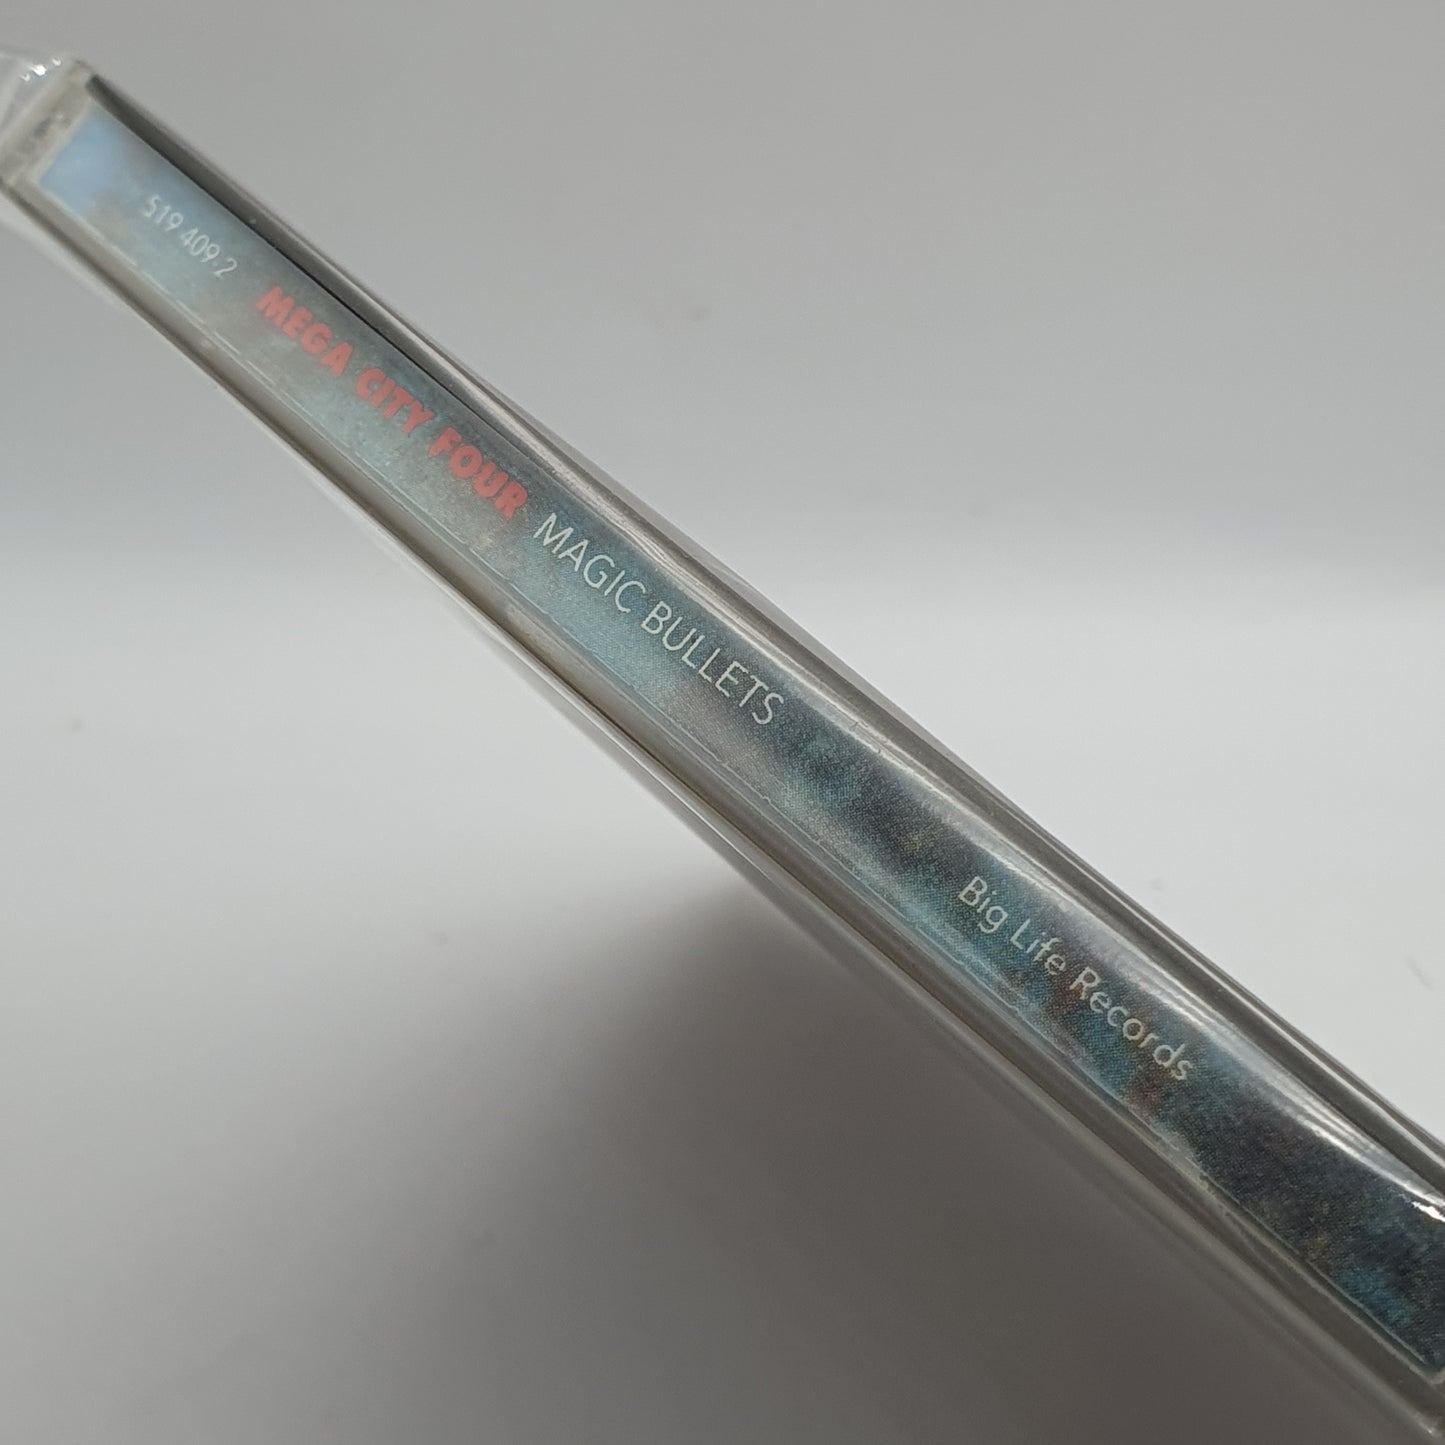 519 409-2 MEGA CITY FOUR MAGIC BULLETS Big Life Records